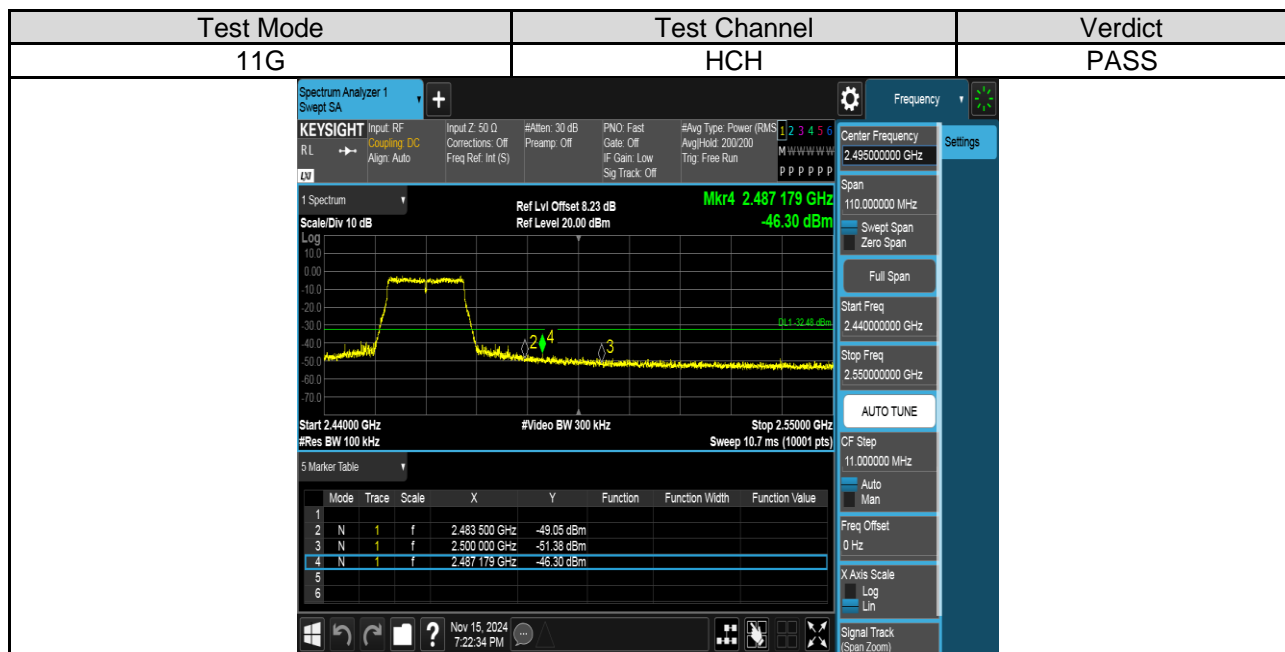 Test Mode Test Channel Verdict
11G HCH PASS
Spectrum Analyzer 1
Swept SA
+
Frequency
KEYSIGHT Input: RF Input Z: 50 Ω #Atten: 30 dB PNO: Fast #Avg Type: Power (RMS 1 2 3 4 5 6
RL Coupling: DC Corrections: Off Preamp: Off Gate: Off Avg|Hold: 200/200 M W W W W W
Align: Auto Freq Ref: Int (S) IF Gain: Low Trig: Free Run
LXI Sig Track: Off P P P P P P
Center Frequency
2.495000000 GHz
Settings
1 Spectrum
Scale/Div 10 dB
Ref Lvl Offset 8.23 dB
Ref Level 20.00 dBm
Mkr4 2.487 179 GHz
-46.30 dBm
Log
10.0
0.00
-10.0
-20.0
-30.0
-40.0
-50.0
-60.0
-70.0
DL1 -32.48 dBm
2
4
3
Start 2.44000 GHz #Video BW 300 kHz Stop 2.55000 GHz
#Res BW 100 kHz Sweep 10.7 ms (10001 pts)
5 Marker Table
Mode Trace Scale X Y Function Function Width Function Value
1
2 N 1 f 2.483 500 GHz -49.05 dBm
3 N 1 f 2.500 000 GHz -51.38 dBm
4 N 1 f 2.487 179 GHz -46.30 dBm
5
6
Span
110.000000 MHz
Swept Span
Zero Span
Full Span
Start Freq
2.440000000 GHz
Stop Freq
2.550000000 GHz
AUTO TUNE
CF Step
11.000000 MHz
Auto
Man
Freq Offset
0 Hz
X Axis Scale
Log
Lin
Signal Track
(Span Zoom)
? Nov 15, 2024
7:22:34 PM